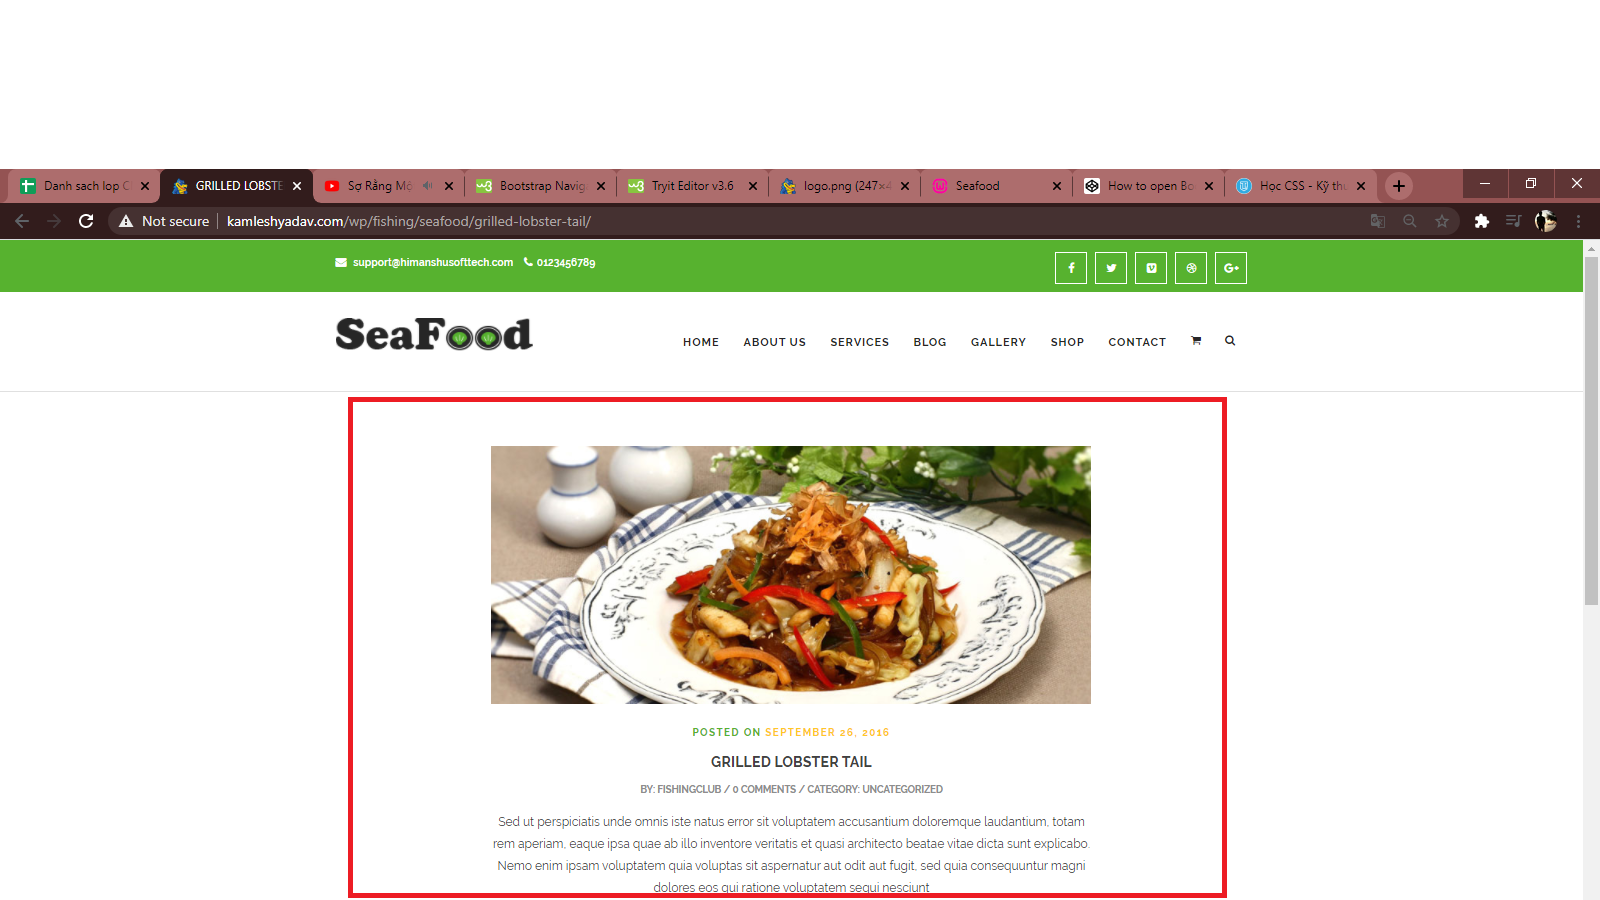 Danish sach lop C
GRILLED LOBSTE
Sợ Rằng Mộ
Bootstrap Navig
Tryit Editor v3.6
logo.png (247×4
Seafood
How to open Bo
Học CSS - Kỹ thu
Not secure
kamleshyadav.com/wp/fishing/seafood/grilled-lobster-tail/
support@himanshusofttech.com 0123456789
SeaFood
HOME ABOUT US SERVICES BLOG GALLERY SHOP CONTACT
POSTED ON SEPTEMBER 26, 2016
GRILLED LOBSTER TAIL
BY: FISHINGCLUB / 0 COMMENTS / CATEGORY: UNCATEGORIZED
Sed ut perspiciatis unde omnis iste natus error sit voluptatem accusantium doloremque laudantium, totam
rem aperiam, eaque ipsa quae ab illo inventore veritatis et quasi architecto beatae vitae dicta sunt explicabo.
Nemo enim ipsam voluptatem quia voluptas sit aspernatur aut odit aut fugit, sed quia consequuntur magni
dolores eos qui ratione voluptatem sequi nesciunt